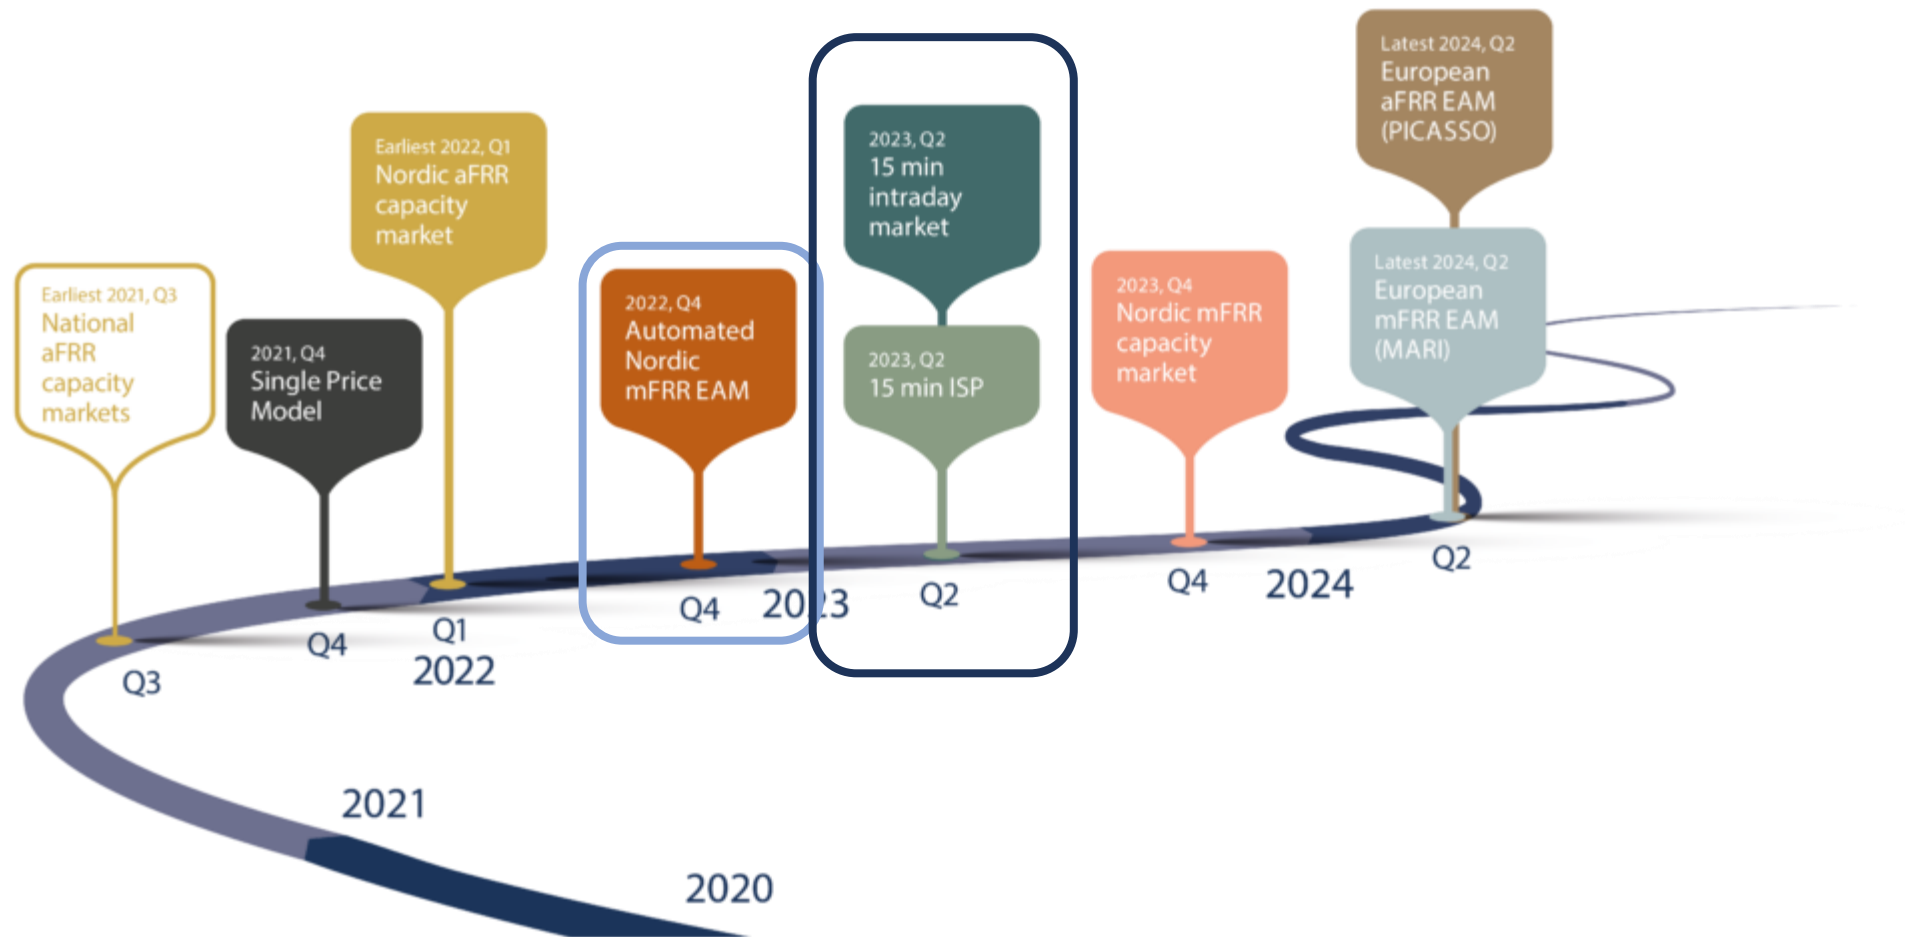 Earliest 2021, Q3
National
aFRR
capacity
markets
2021, Q4
Single Price
Model
Earliest 2022, Q1
Nordic aFRR
capacity
market
2022, Q4
Automated
Nordic
mFRR EAM
2023, Q2
15 min
intraday
market
2023, Q2
15 min ISP
2023, Q4
Nordic mFRR
capacity
market
Latest 2024, Q2
European
aFRR EAM
(PICASSO)
Latest 2024, Q2
European
mFRR EAM
(MARI)
Q3
Q4
Q1
2022
Q4
2023
Q2
Q4
2024
Q2
2021
2020